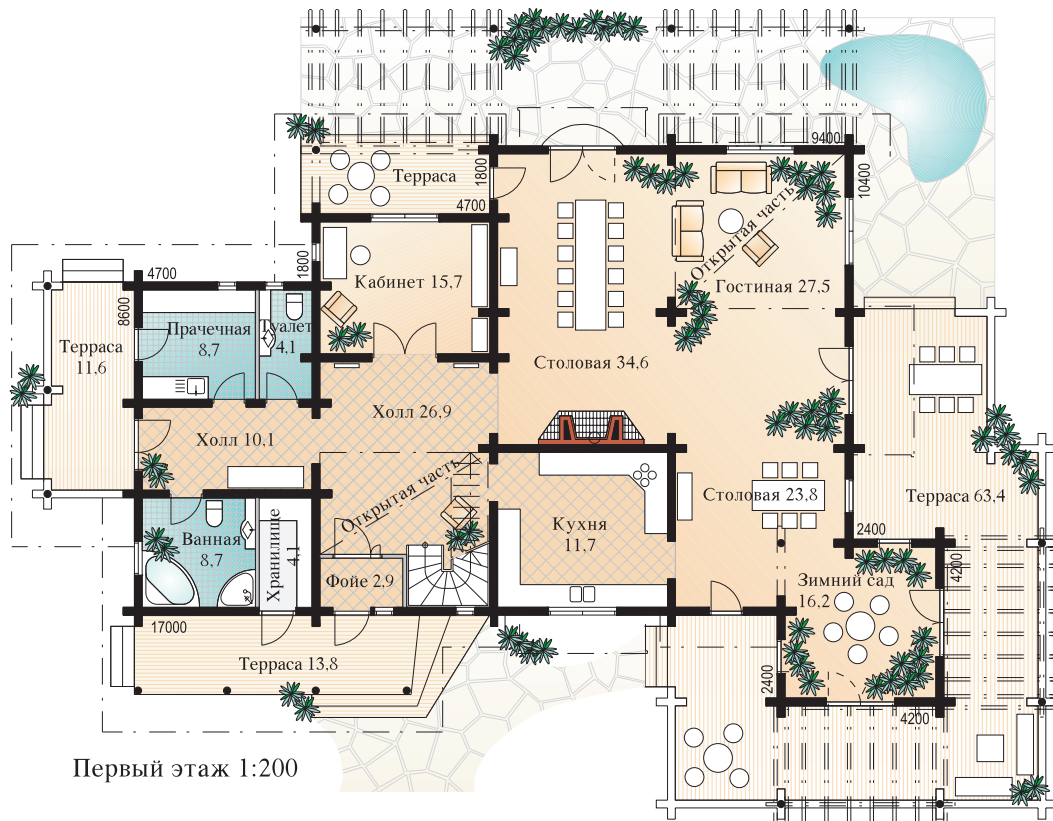 9400
10400
Терраса
1800
4700
Открытая часть
Кабинет 15,7
1800
Гостиная 27,5
4700
8600
Прачечная
8,7
Туалет
4,1
Терраса
11,6
Столовая 34,6
Холл 26,9
Холл 10,1
Открытая часть
Столовая 23,8
Терраса 63,4
Кухня
11,7
Ванная
8,7
Хранилище
4,1
2400
4200
Фойе 2,9
Зимний сад
16,2
17000
Терраса 13,8
2400
4200
Первый этаж 1:200